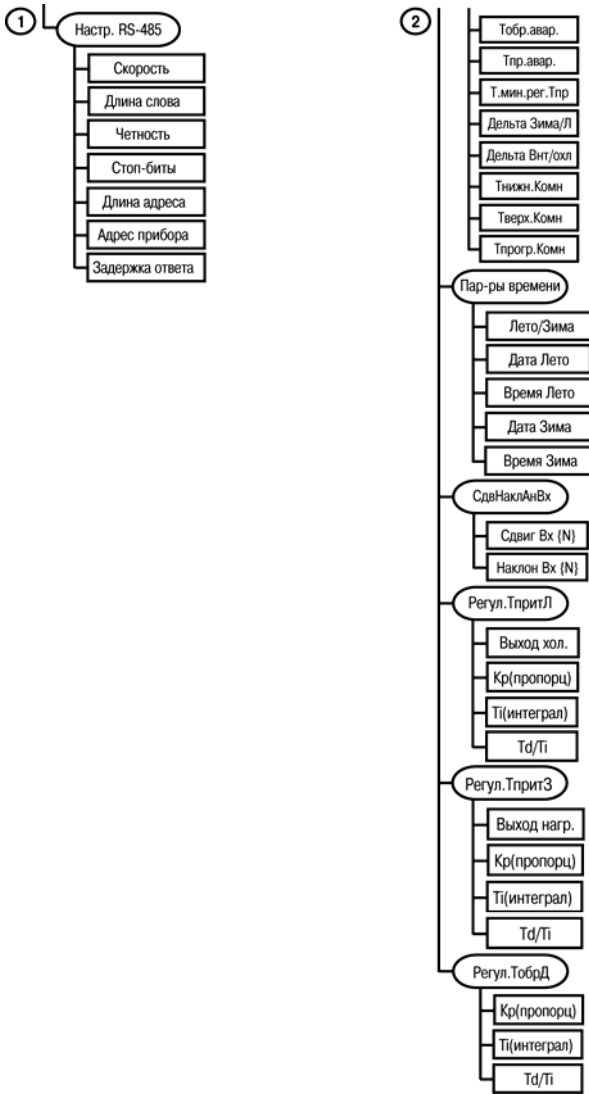 1
Настр. RS-485
Скорость
Длина слова
Четность
Стоп-биты
Длина адреса
Адрес прибора
Задержка ответа
2
Тобр.авар.
Тпр.авар.
Т.мин.рег.Тпр
Дельта Зима/Л
Дельта Внт/охл
Тнижн.Комн
Тверх.Комн
Тпрогр.Комн
Пар-ры времени
Лето/Зима
Дата Лето
Время Лето
Дата Зима
Время Зима
СдвНаклАнВх
Сдвиг Вх {N}
Наклон Вх {N}
Регул.ТпритЛ
Выход хол.
Кр(пропорц)
Ti(интеграл)
Td/Ti
Регул.ТпритЗ
Выход нагр.
Кр(пропорц)
Ti(интеграл)
Td/Ti
Регул.ТобрД
Кр(пропорц)
Ti(интеграл)
Td/Ti